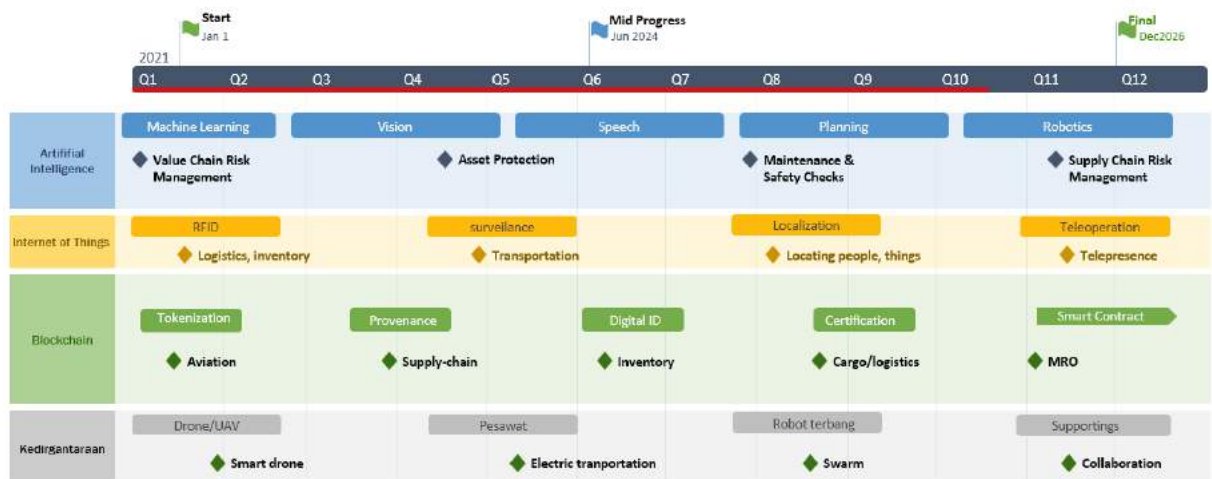 Start
Jan 1
Mid Progress
Jun 2024
Final
Dec2026
2021
Q1 Q2 Q3 Q4 Q5 Q6 Q7 Q8 Q9 Q10 Q11 Q12
Artififial
Intelligence
Machine Learning Vision Speech Planning Robotics
Value Chain Risk
Management
Asset Protection
Maintenance &
Safety Checks
Supply Chain Risk
Management
Internet of Things
RFID surveilance Localization Teleoperation
Logistics, inventory Transportation Locating people, things Telepresence
Blockchain
Tokenization Provenance Digital ID Certification Smart Contract
Aviation Supply-chain Inventory Cargo/logistics MRO
Kedirgantaraan
Drone/UAV Pesawat Robot terbang Supportings
Smart drone Electric tranportation Swarm Collaboration